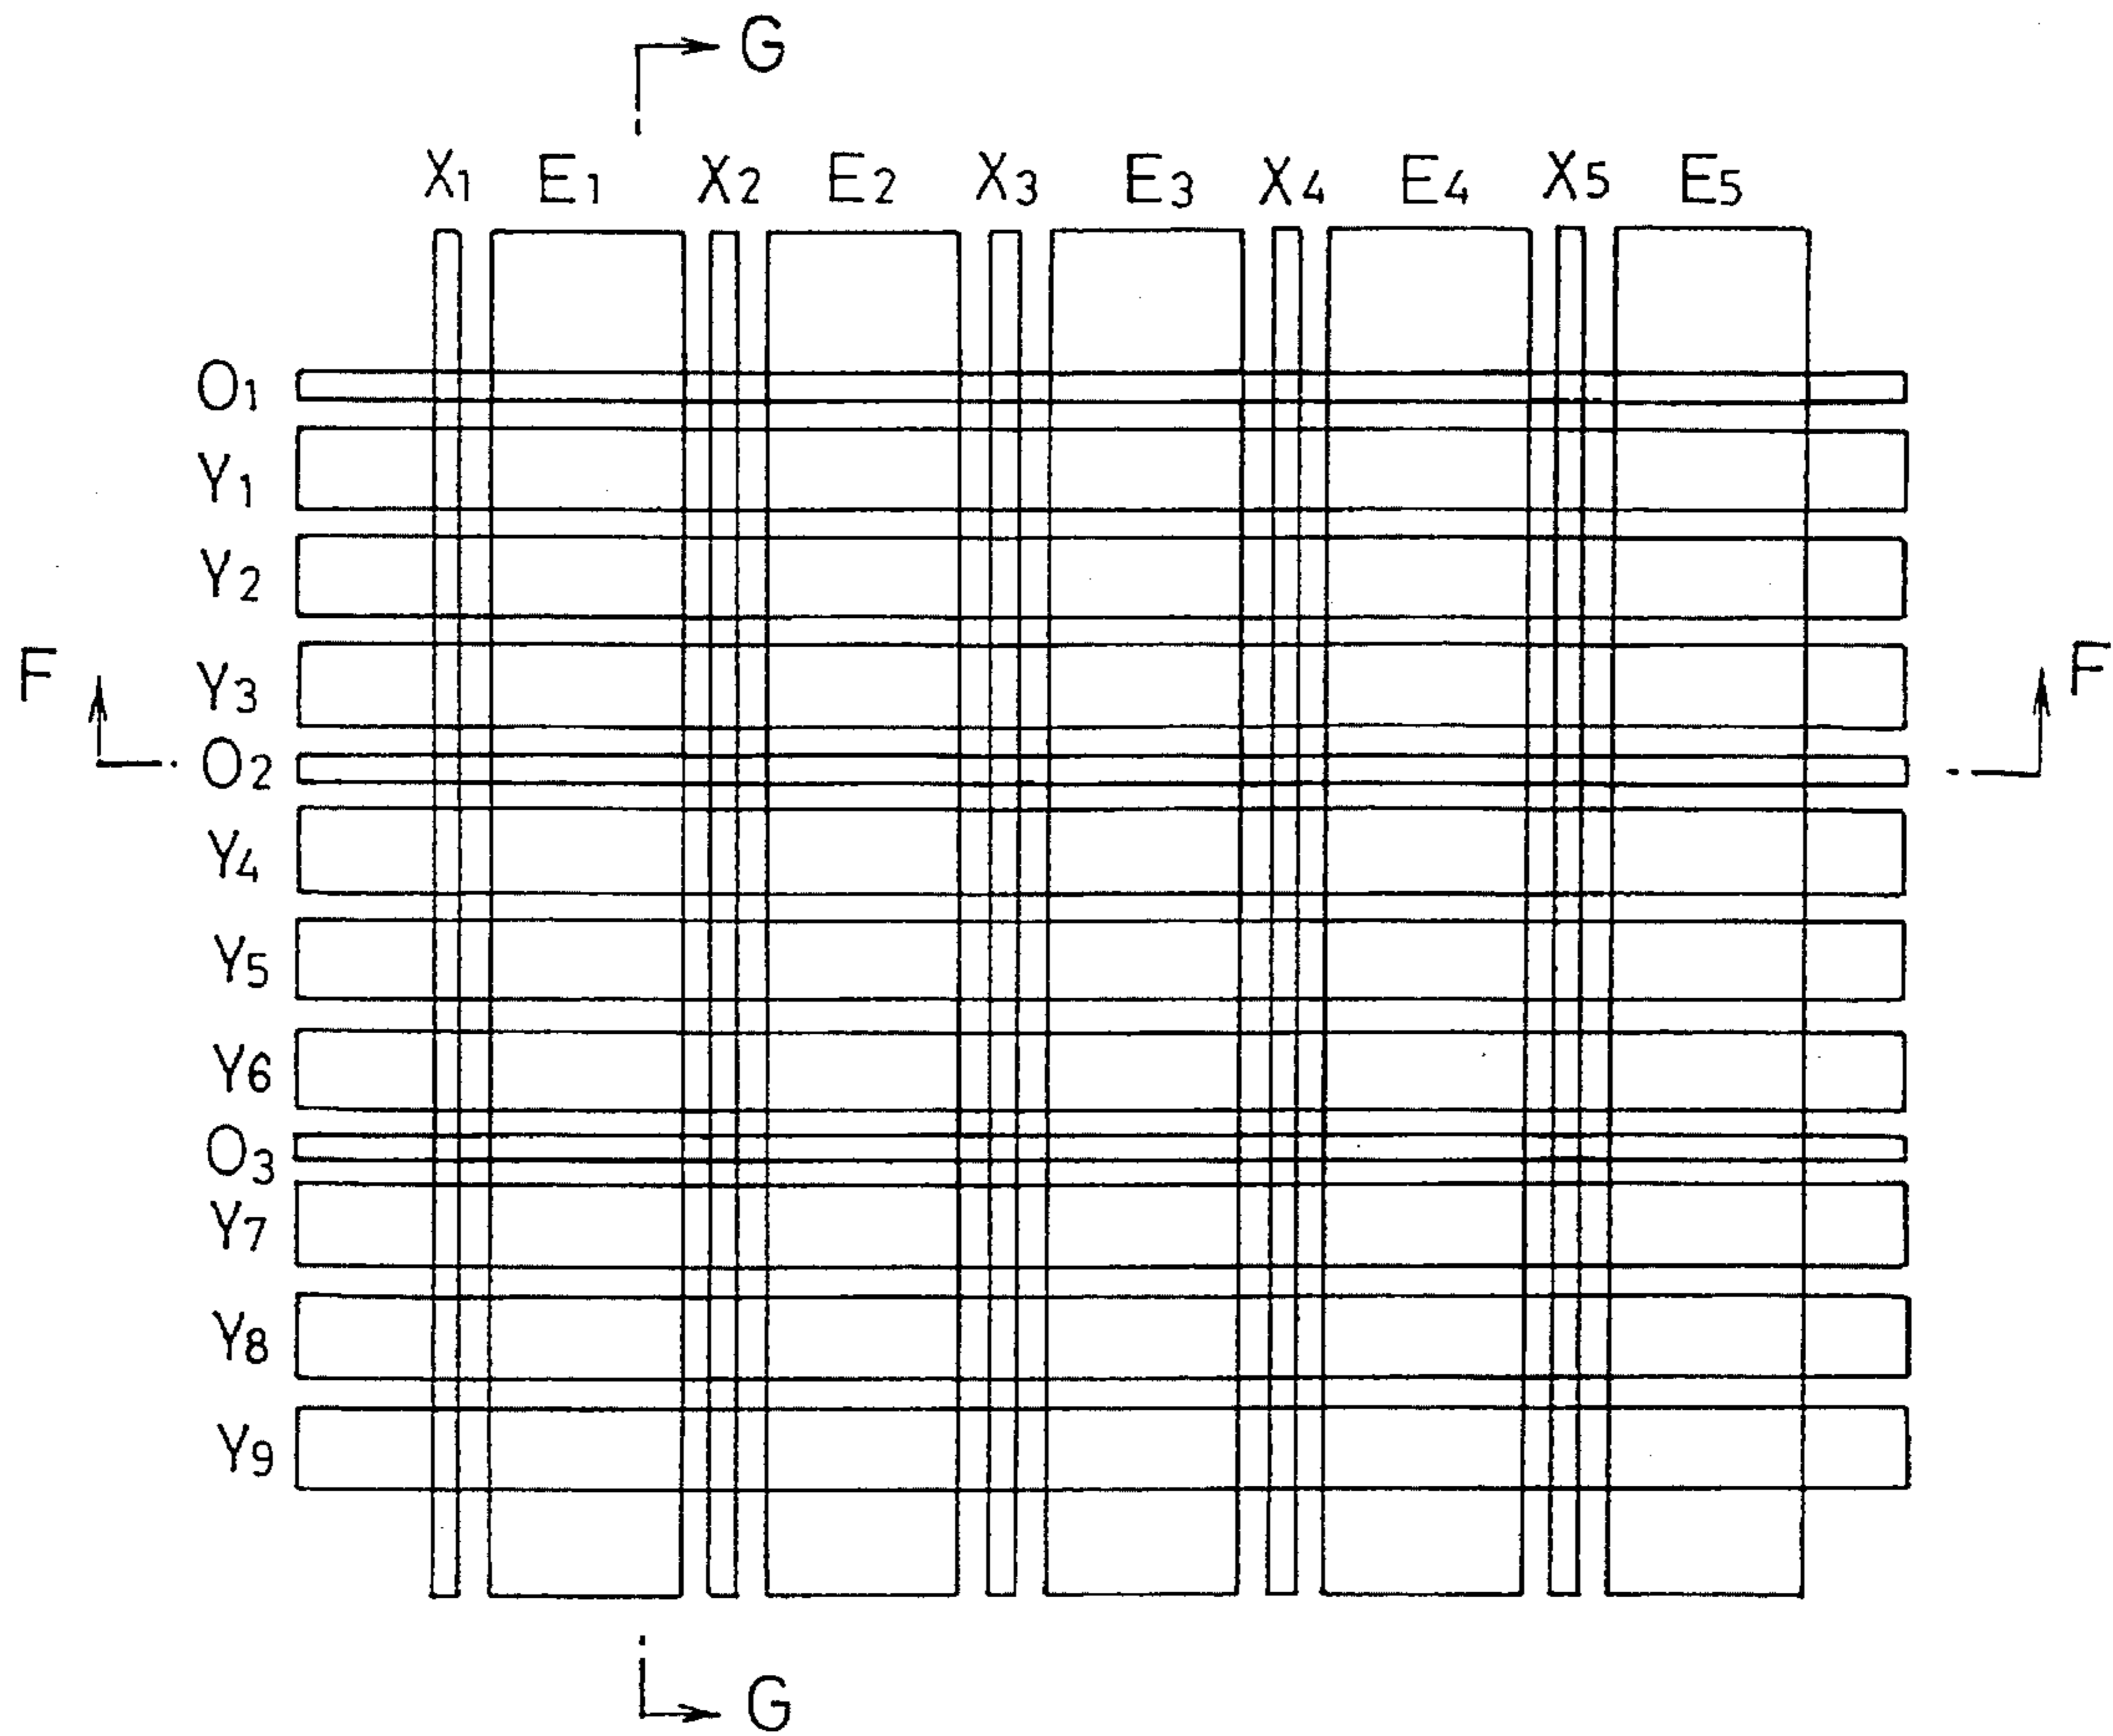 G
X1 E1 X2 E2 X3 E3 X4 E4 X5 E5
O1
Y1
Y2
F Y3 F
O2
Y4
Y5
Y6
O3
Y7
Y8
Y9
G